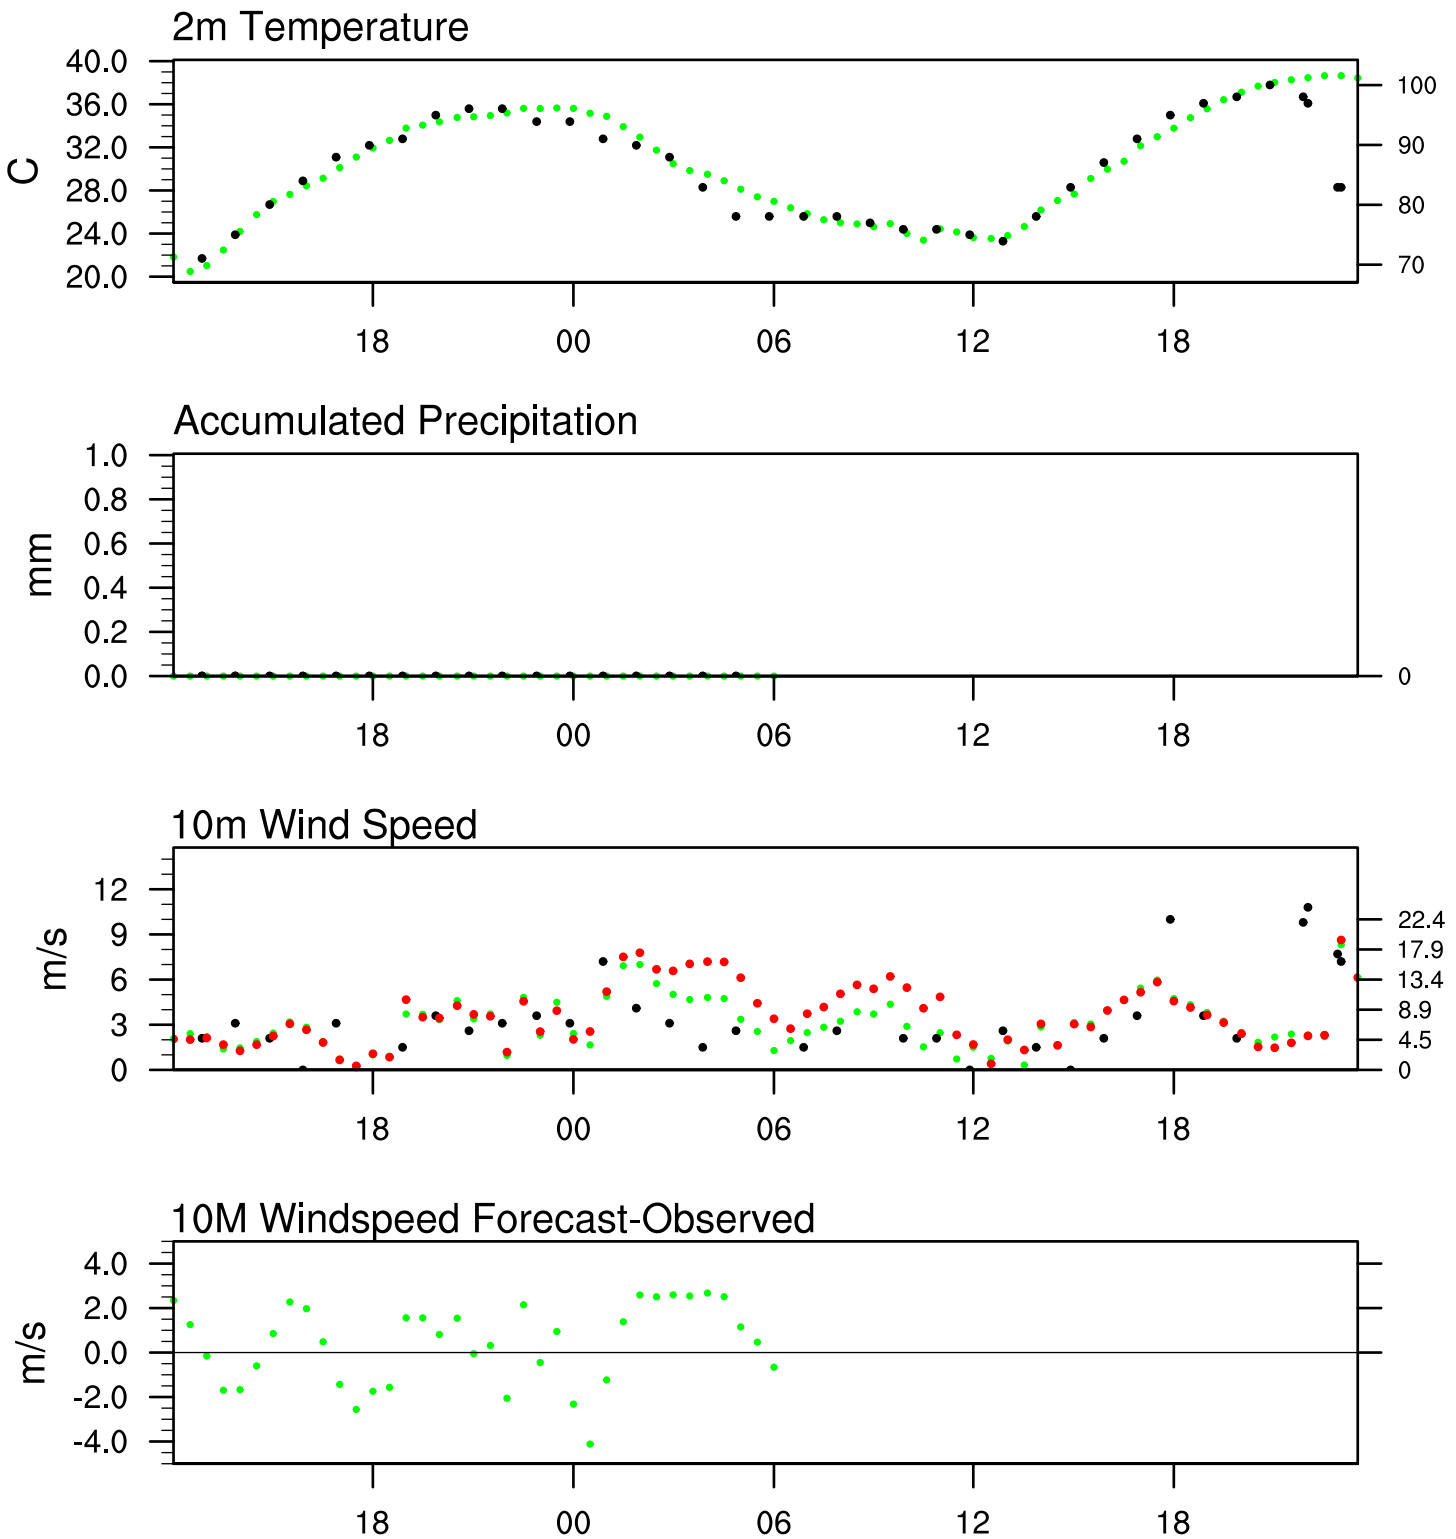 2m Temperature
40.0
36.0
32.0
28.0
24.0
20.0
C
100
90
80
70
18 00 06 12 18
Accumulated Precipitation
1.0
0.8
0.6
0.4
0.2
0.0
mm
0
18 00 06 12 18
10m Wind Speed
12
9
6
3
0
m/s
22.4
17.9
13.4
8.9
4.5
0
18 00 06 12 18
10M Windspeed Forecast-Observed
4.0
2.0
0.0
-2.0
-4.0
m/s
18 00 06 12 18